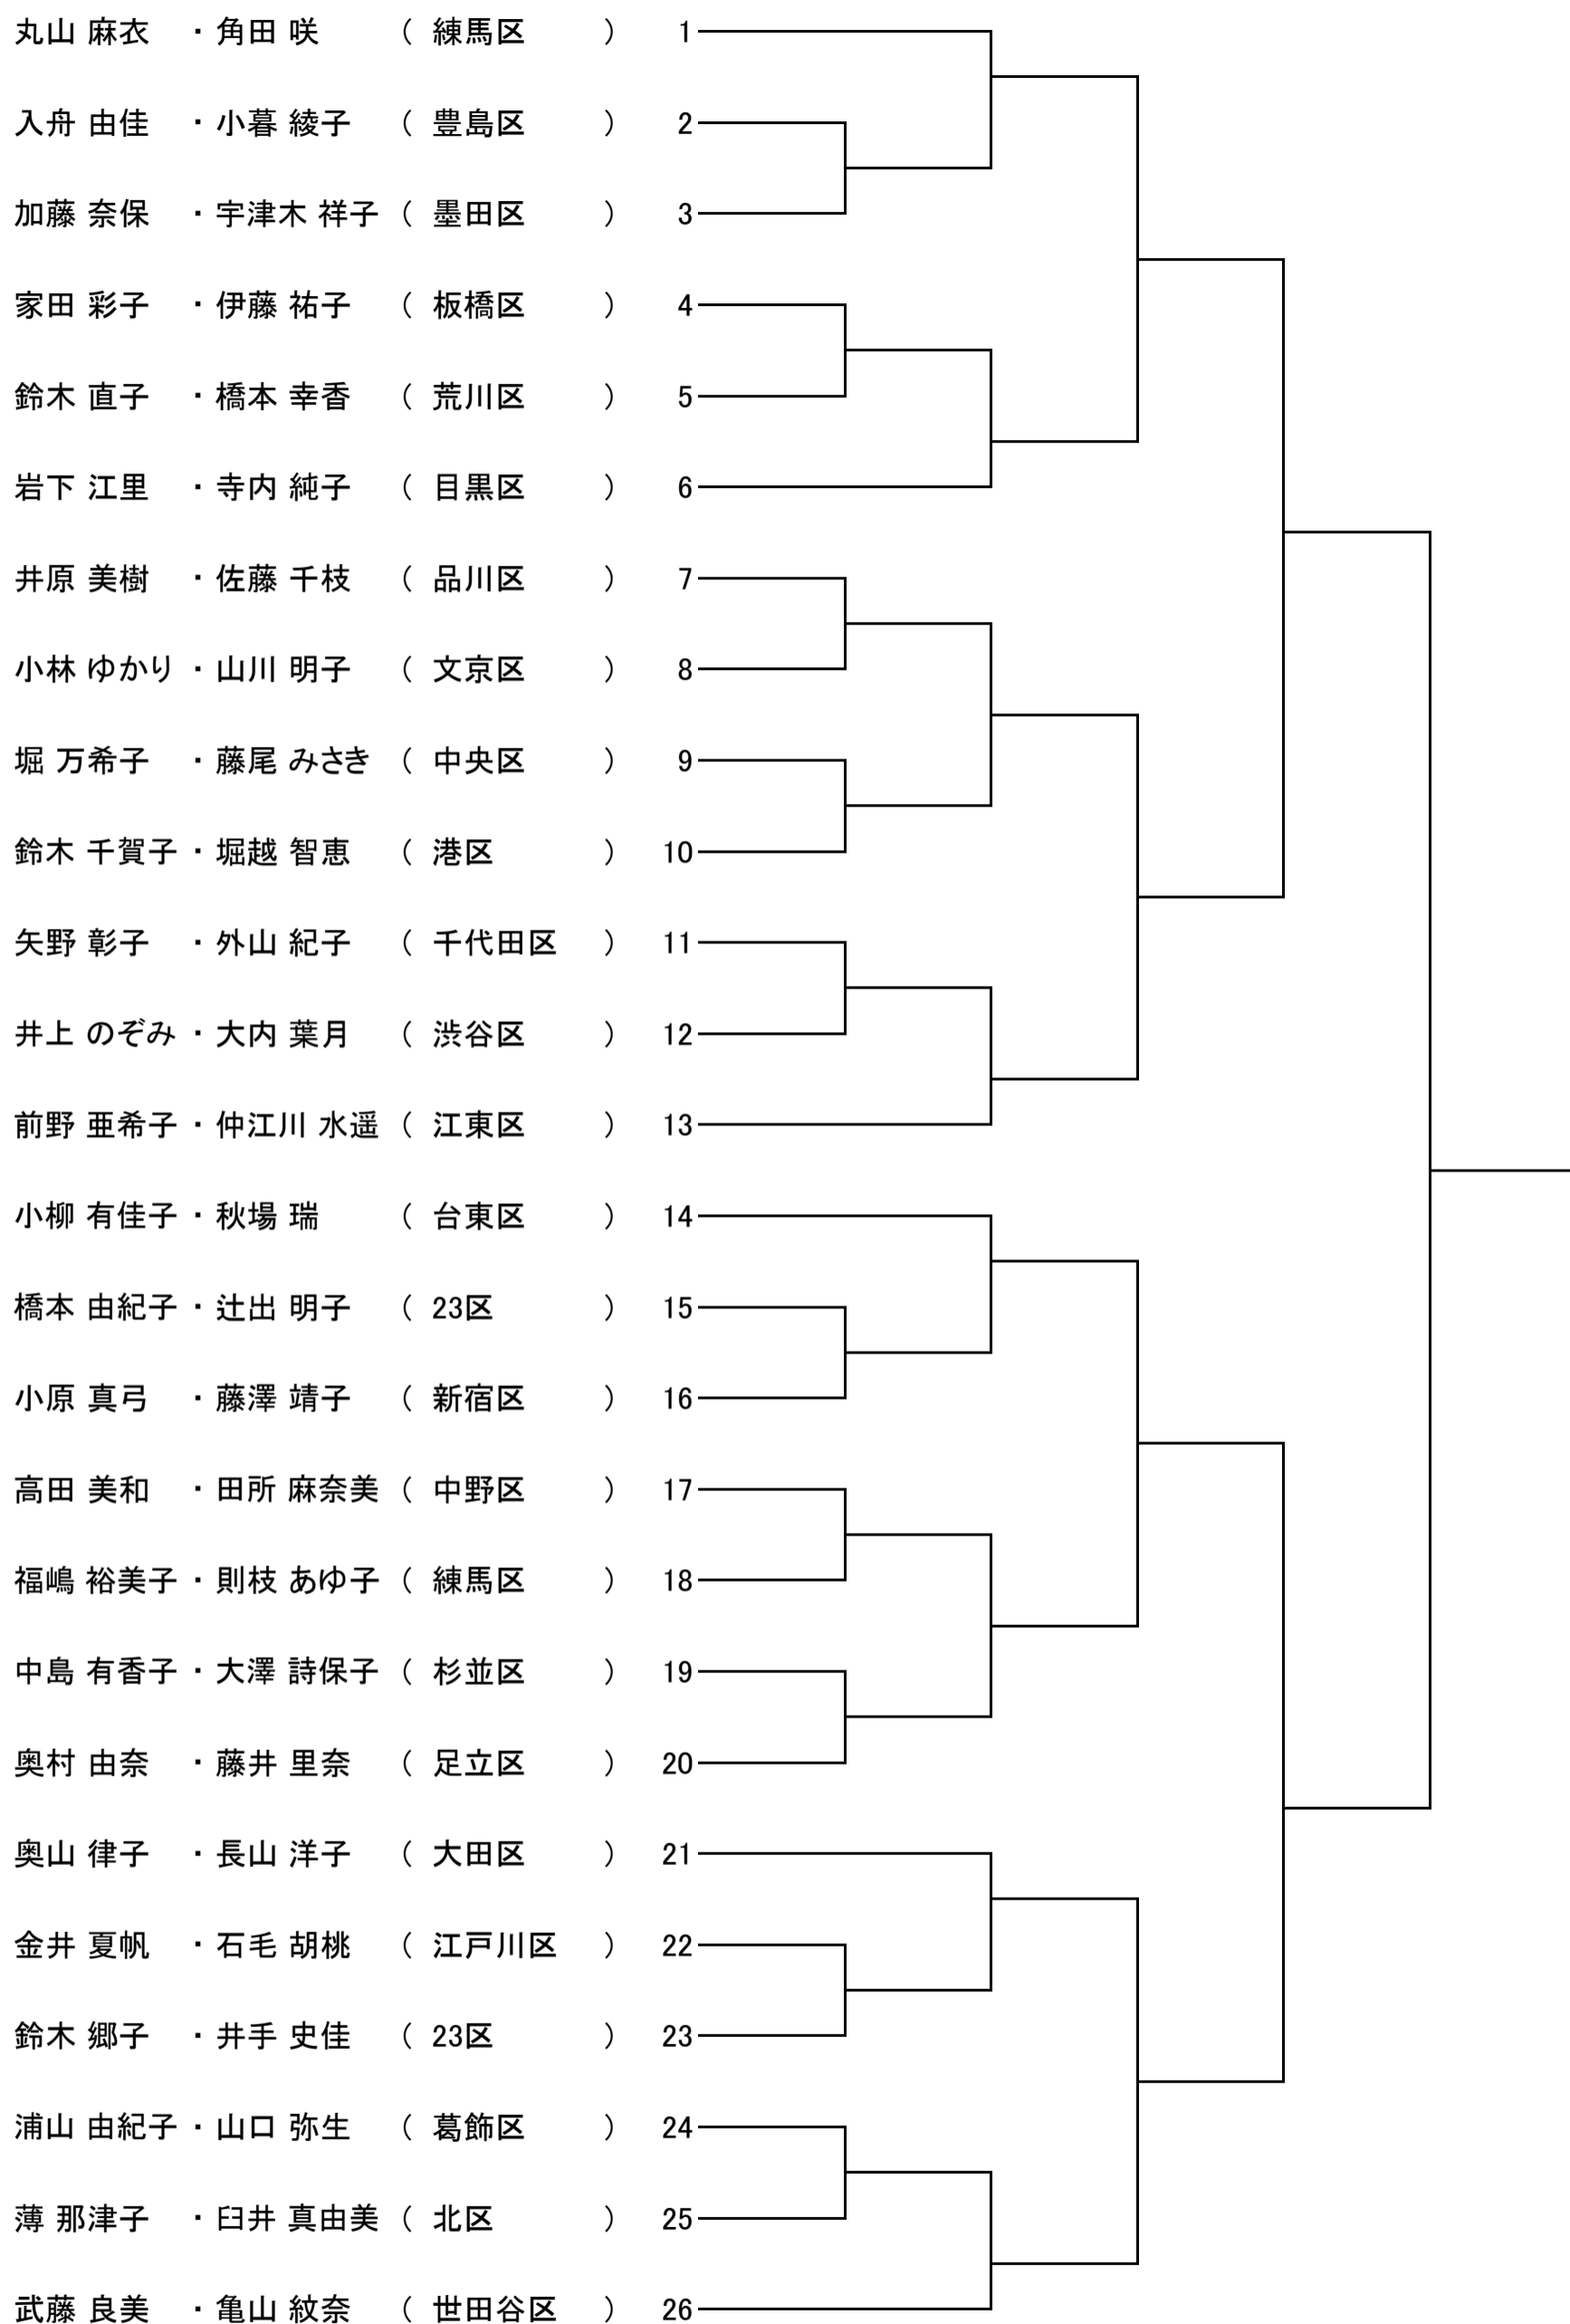 丸山 麻衣 ・ 角田 咲 ( 練馬区 ) 1
入舟 由佳 ・ 小暮 綾子 ( 豊島区 ) 2
加藤 奈保 ・ 宇津木 祥子 ( 墨田区 ) 3
家田 彩子 ・ 伊藤 祐子 ( 板橋区 ) 4
鈴木 直子 ・ 橋本 幸香 ( 荒川区 ) 5
岩下 江里 ・ 寺内 純子 ( 目黒区 ) 6
井原 美樹 ・ 佐藤 千枝 ( 品川区 ) 7
小林 ゆかり ・ 山川 明子 ( 文京区 ) 8
堀 万希子 ・ 藤尾 みさき ( 中央区 ) 9
鈴木 千賀子 ・ 堀越 智恵 ( 港区 ) 10
矢野 彰子 ・ 外山 紀子 ( 千代田区 ) 11
井上 のぞみ ・ 大内 葉月 ( 渋谷区 ) 12
前野 亜希子 ・ 仲江川 水遥 ( 江東区 ) 13
小柳 有佳子 ・ 秋場 瑞 ( 台東区 ) 14
橋本 由紀子 ・ 辻出 明子 ( 23区 ) 15
小原 真弓 ・ 藤澤 靖子 ( 新宿区 ) 16
高田 美和 ・ 田所 麻奈美 ( 中野区 ) 17
福嶋 裕美子 ・ 則枝 あゆ子 ( 練馬区 ) 18
中島 有香子 ・ 大澤 詩保子 ( 杉並区 ) 19
奥村 由奈 ・ 藤井 里奈 ( 足立区 ) 20
奥山 律子 ・ 長山 洋子 ( 大田区 ) 21
金井 夏帆 ・ 石毛 胡桃 ( 江戸川区 ) 22
鈴木 郷子 ・ 井手 史佳 ( 23区 ) 23
浦山 由紀子 ・ 山口 弥生 ( 葛飾区 ) 24
薄 那津子 ・ 臼井 真由美 ( 北区 ) 25
武藤 良美 ・ 亀山 紋奈 ( 世田谷区 ) 26